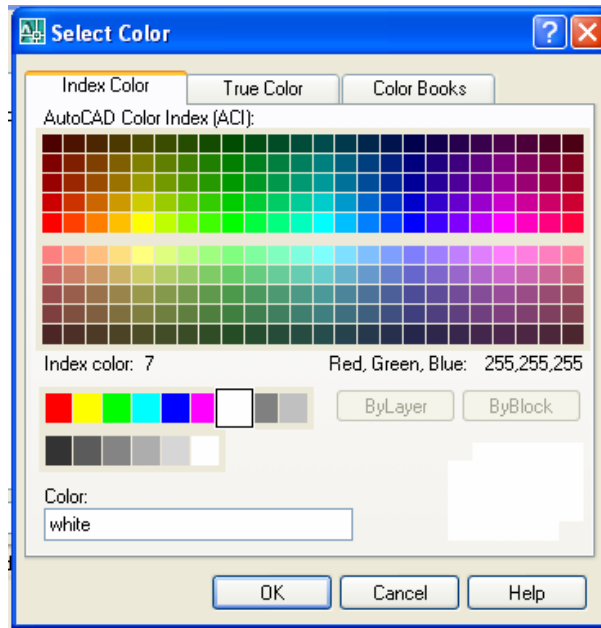 Select Color
Index Color True Color Color Books
AutoCAD Color Index (ACI):
Index color: 7 Red, Green, Blue: 255,255,255
ByLayer ByBlock
Color:
white
OK Cancel Help